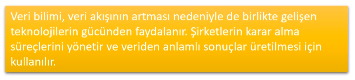 Veri bilimi, veri akışının artması nedeniyle de birlikte gelişen
teknolojilerin gücünden faydalanır. Şirketlerin karar alma
süreçlerini yönetir ve veriden anlamlı sonuçlar üretilmesi için
kullanılır.